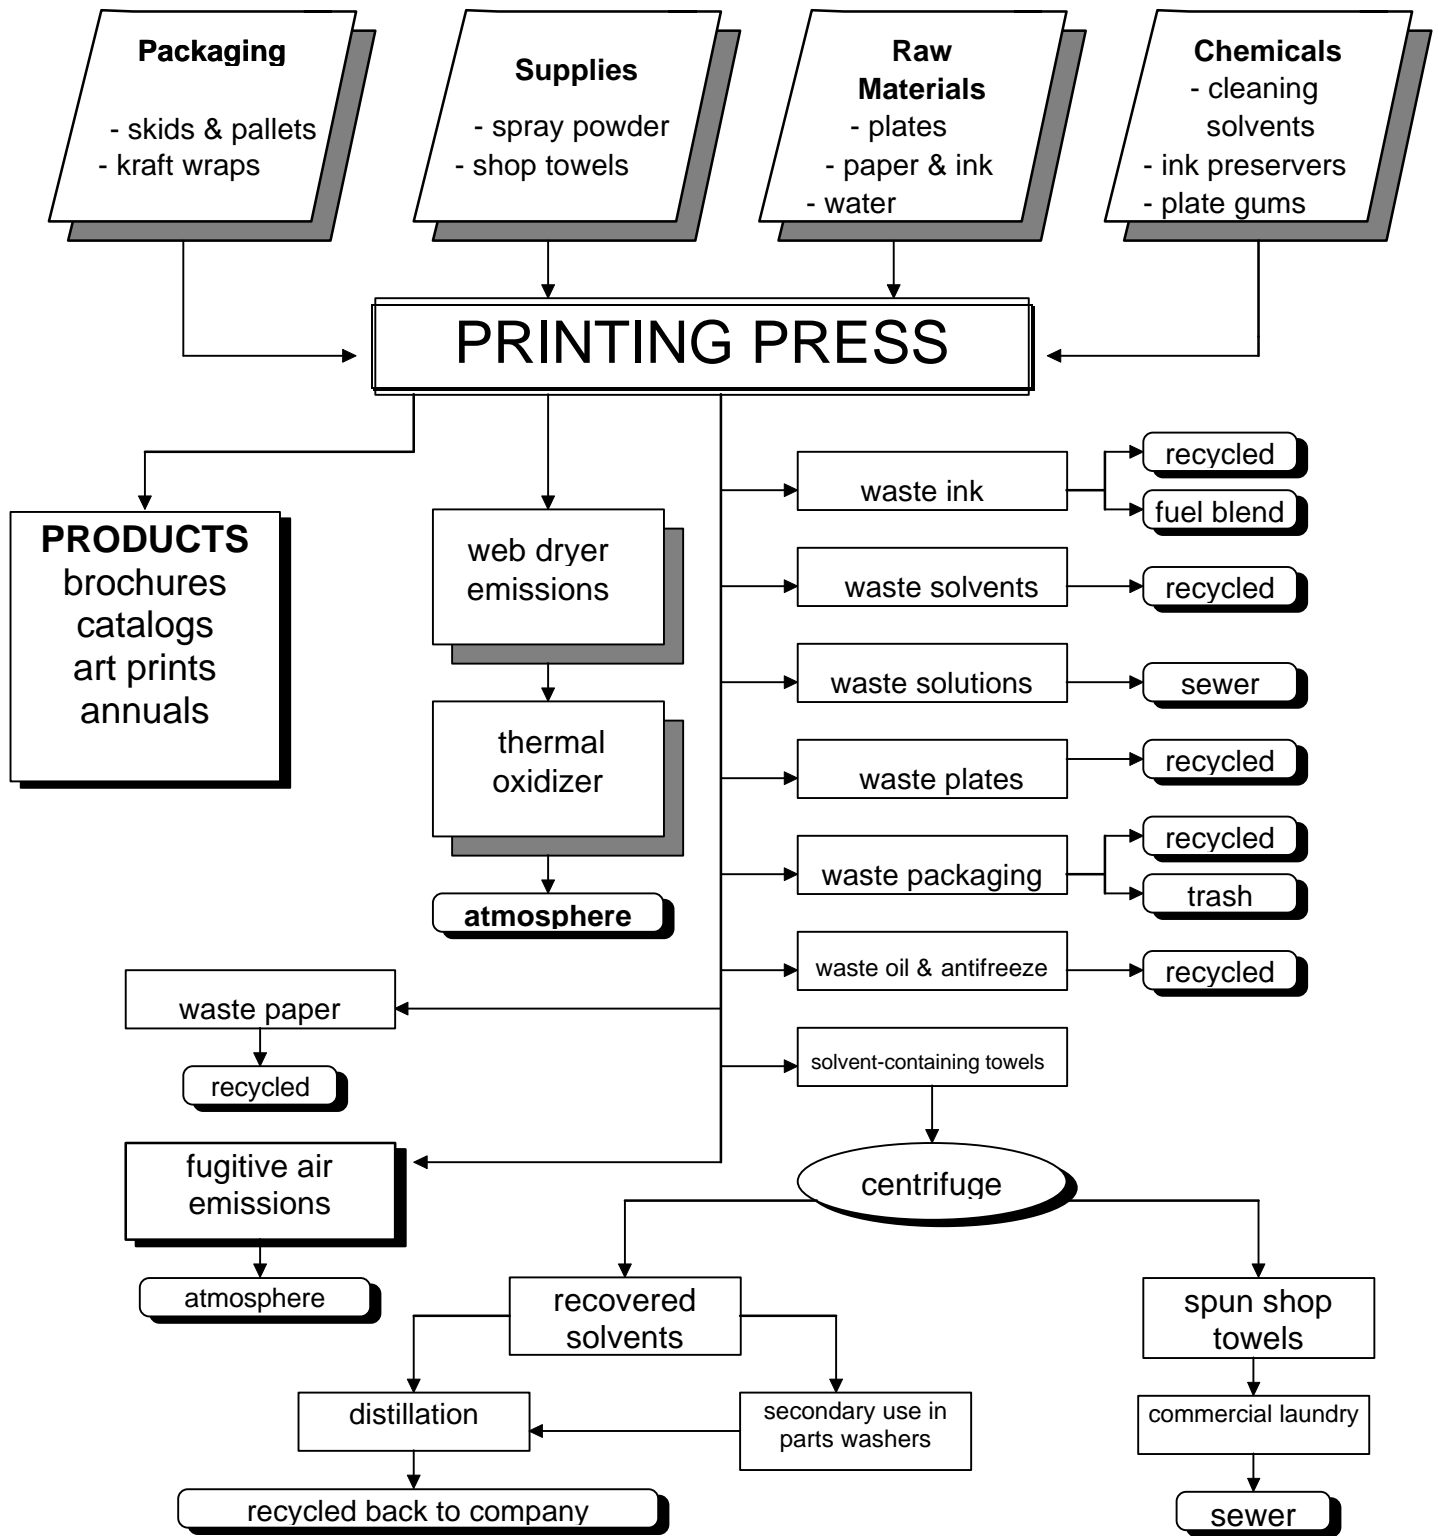 Packaging
- skids & pallets
- kraft wraps
Supplies
- spray powder
- shop towels
Raw
Materials
- plates
- paper & ink
- water
Chemicals
- cleaning
solvents
- ink preservers
- plate gums
PRINTING PRESS
PRODUCTS
brochures
catalogs
art prints
annuals
web dryer
emissions
thermal
oxidizer
atmosphere
waste ink
recycled
fuel blend
waste solvents
recycled
waste solutions
sewer
waste plates
recycled
waste packaging
recycled
trash
waste oil & antifreeze
recycled
waste paper
recycled
solvent-containing towels
fugitive air
emissions
atmosphere
centrifuge
recovered
solvents
spun shop
towels
distillation
secondary use in
parts washers
commercial laundry
recycled back to company
sewer